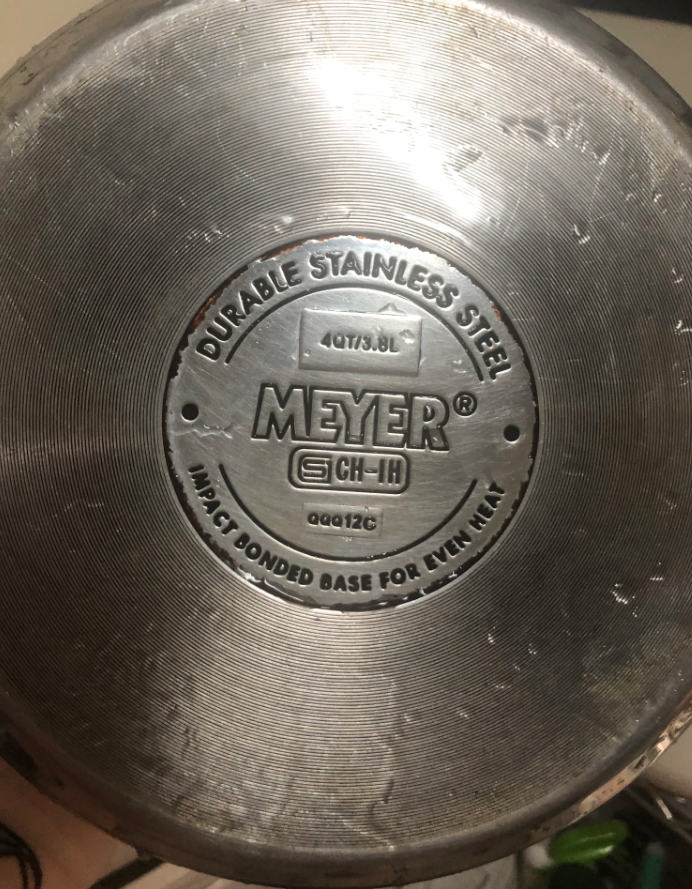 DURABLE STAINLESS STEEL
4QT/3.8L
MEYER®
CH-IH
IMPACT BONDED BASE FOR EVEN HEAT